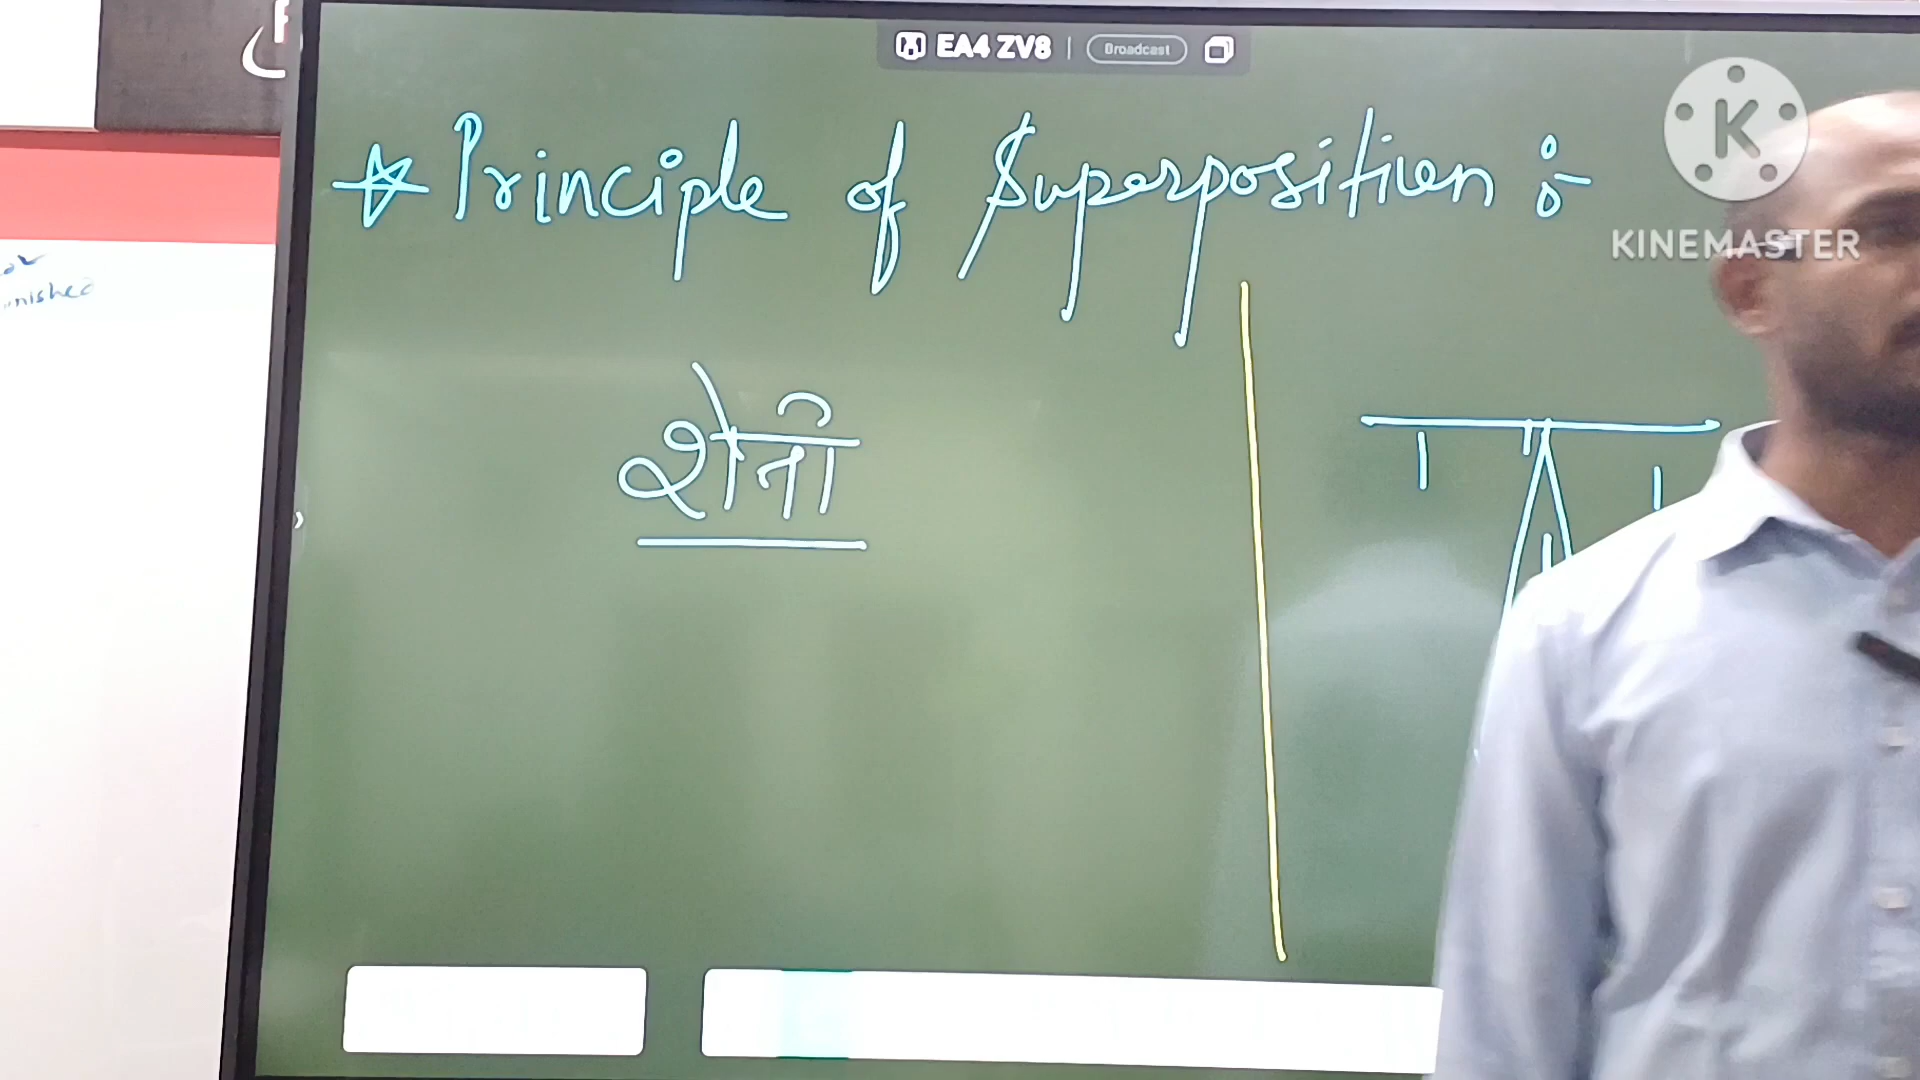 EA4 ZV8 | Broadcast
☆ Principle of Superposition :-
KINEMASTER
शेती